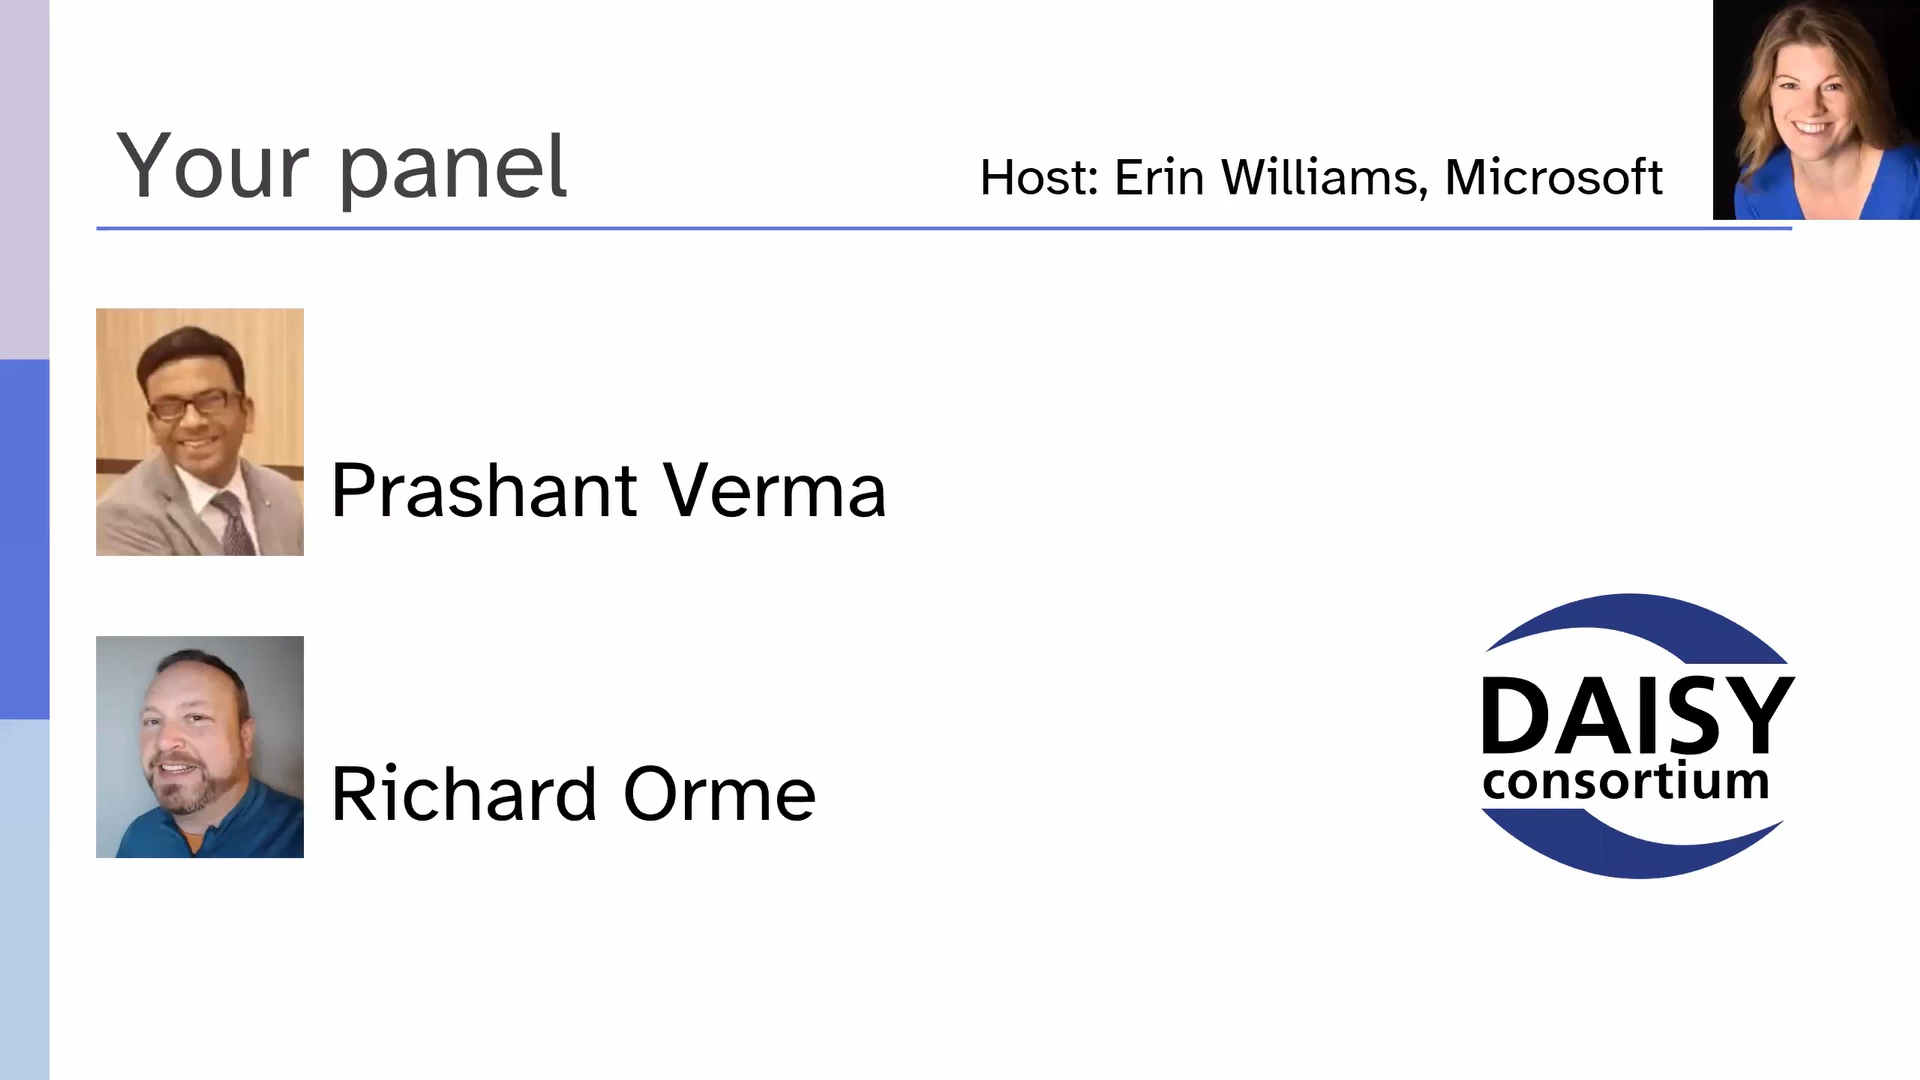 Your panel
Host: Erin Williams, Microsoft
Prashant Verma
Richard Orme
DAISY
consortium